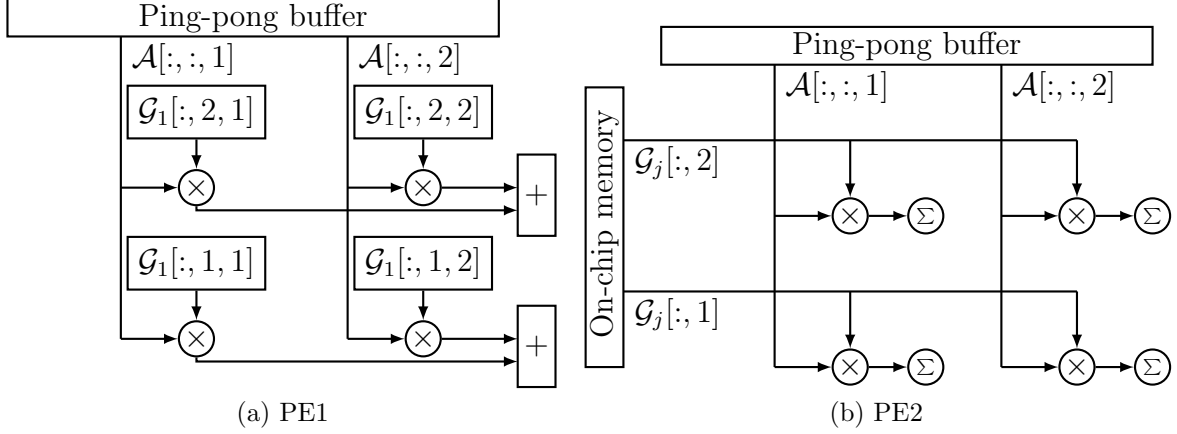 Ping-pong buffer
𝒜[:,:,1]
𝒜[:,:,2]
𝒢₁[:,2,1]
𝒢₁[:,2,2]
×
×
+
𝒢₁[:,1,1]
𝒢₁[:,1,2]
×
×
+
(a) PE1
Ping-pong buffer
𝒜[:,:,1]
𝒜[:,:,2]
On-chip memory
𝒢ⱼ[:,2]
×
Σ
×
Σ
𝒢ⱼ[:,1]
×
Σ
×
Σ
(b) PE2